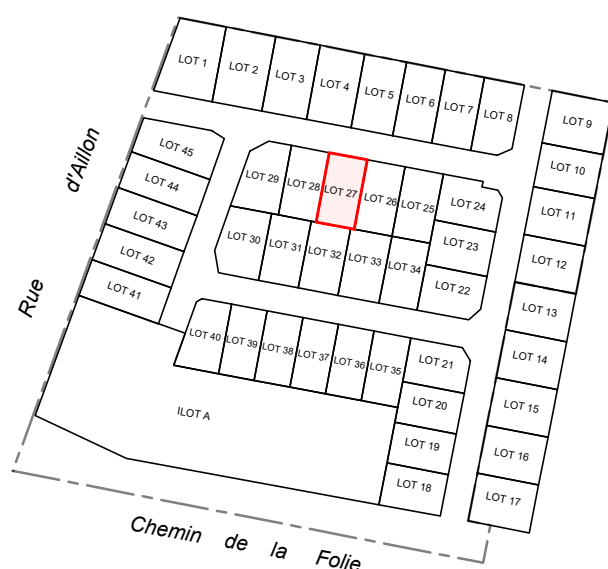 LOT 1
LOT 2
LOT 3
LOT 4
LOT 5
LOT 6
LOT 7
LOT 8
LOT 9
LOT 10
LOT 11
LOT 12
LOT 13
LOT 14
LOT 15
LOT 16
LOT 17
LOT 45
LOT 44
LOT 43
LOT 42
LOT 41
LOT 29
LOT 28
LOT 27
LOT 26
LOT 25
LOT 24
LOT 23
LOT 22
LOT 30
LOT 31
LOT 32
LOT 33
LOT 34
LOT 40
LOT 39
LOT 38
LOT 37
LOT 36
LOT 35
LOT 21
LOT 20
LOT 19
LOT 18
ILOT A
Rue d'Aillon
Chemin de la Folie